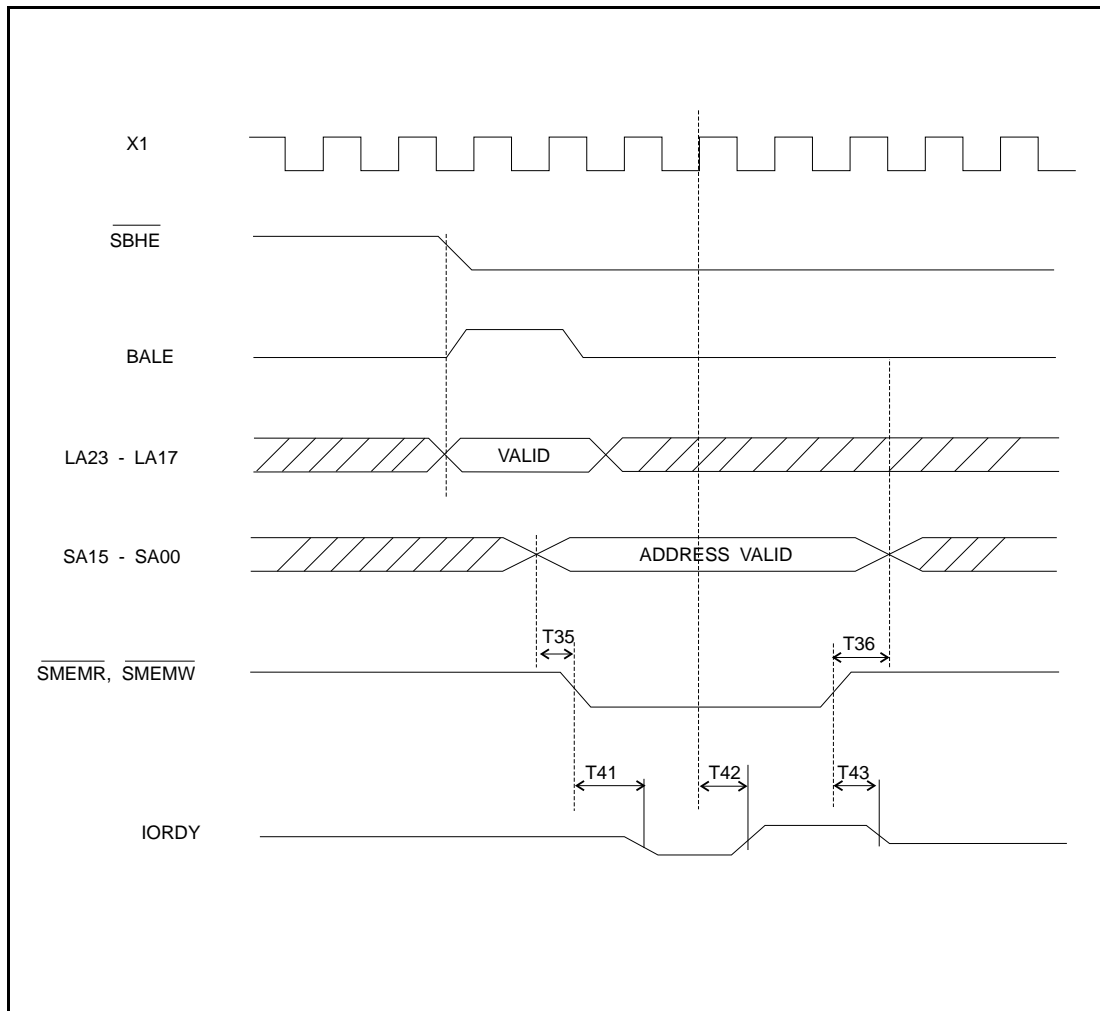 X1
SBHE
BALE
LA23 - LA17
VALID
SA15 - SA00
ADDRESS VALID
T35
T36
SMEMR, SMEMW
T41
T42
T43
IORDY